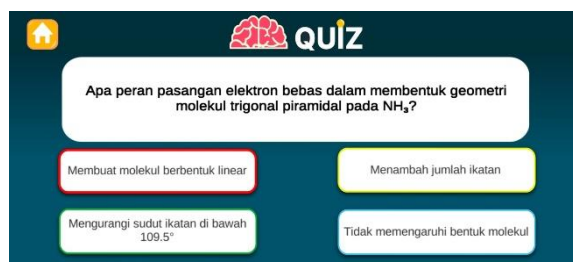 QUIZ
Apa peran pasangan elektron bebas dalam membentuk geometri
molekul trigonal piramidal pada NH₃?
Membuat molekul berbentuk linear
Menambah jumlah ikatan
Mengurangi sudut ikatan di bawah
109.5°
Tidak memengaruhi bentuk molekul